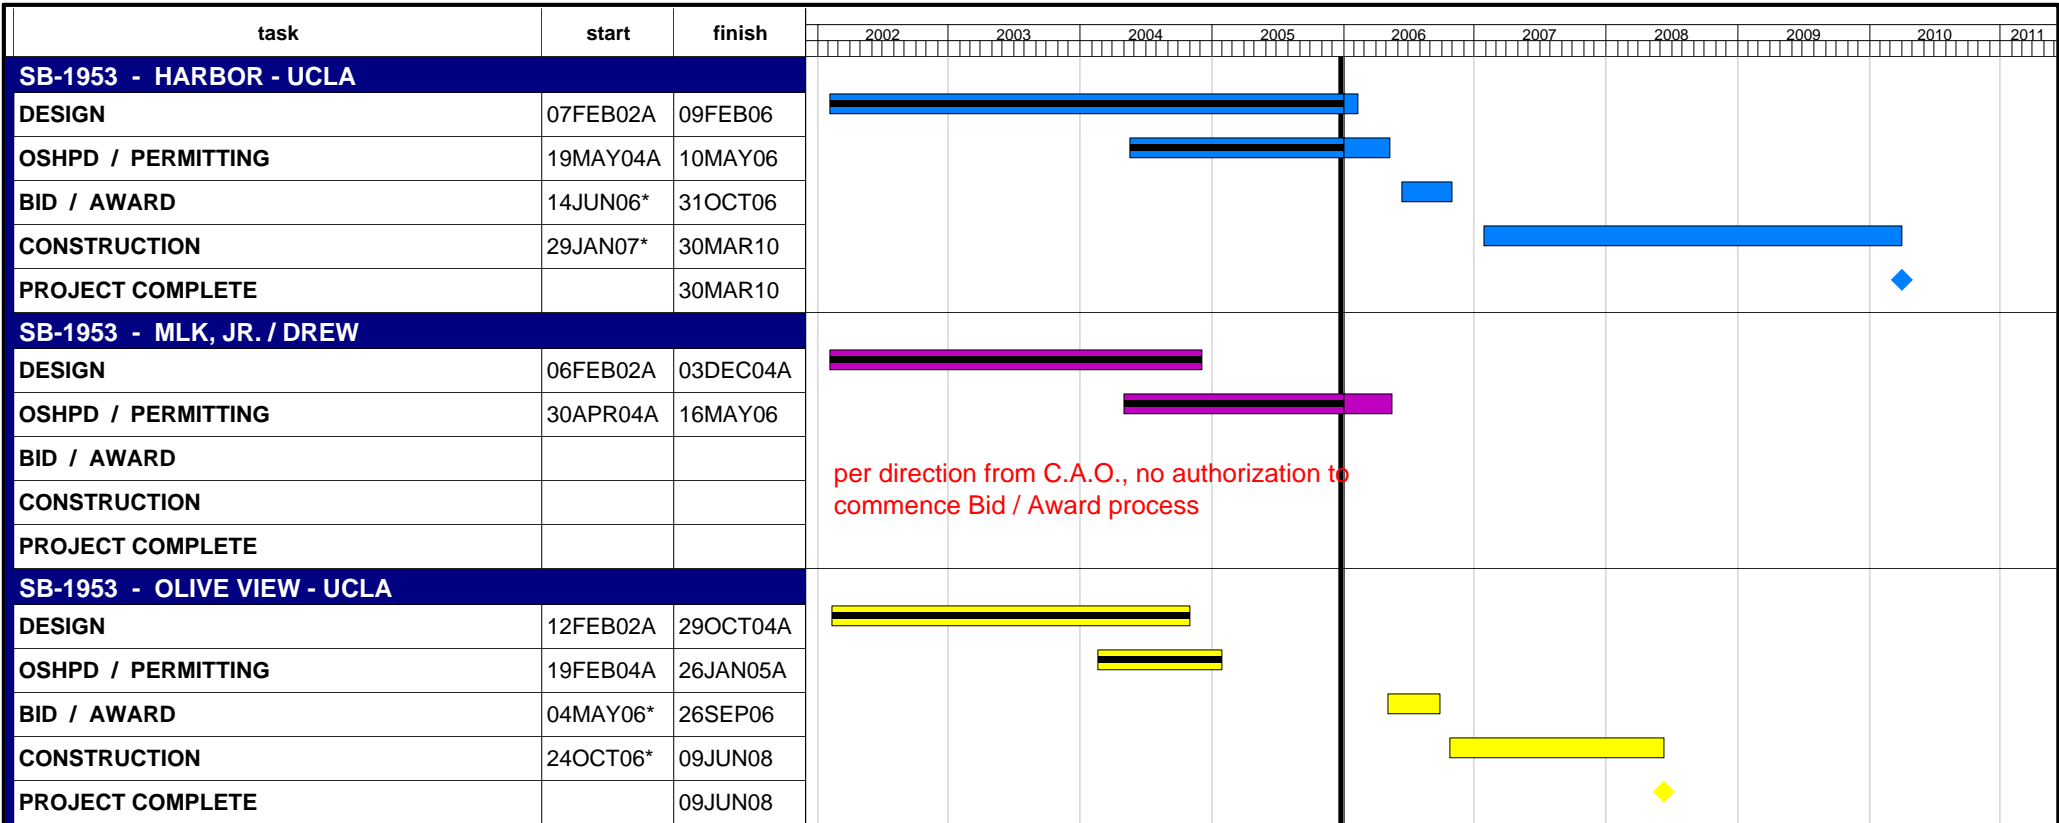 task start finish 2002 2003 2004 2005 2006 2007 2008 2009 2010 2011
SB-1953 - HARBOR - UCLA
DESIGN 07FEB02A 09FEB06
OSHPD / PERMITTING 19MAY04A 10MAY06
BID / AWARD 14JUN06* 31OCT06
CONSTRUCTION 29JAN07* 30MAR10
PROJECT COMPLETE 30MAR10
SB-1953 - MLK, JR. / DREW
DESIGN 06FEB02A 03DEC04A
OSHPD / PERMITTING 30APR04A 16MAY06
BID / AWARD
per direction from C.A.O., no authorization to
CONSTRUCTION
commence Bid / Award process
PROJECT COMPLETE
SB-1953 - OLIVE VIEW - UCLA
DESIGN 12FEB02A 29OCT04A
OSHPD / PERMITTING 19FEB04A 26JAN05A
BID / AWARD 04MAY06* 26SEP06
CONSTRUCTION 24OCT06* 09JUN08
PROJECT COMPLETE 09JUN08